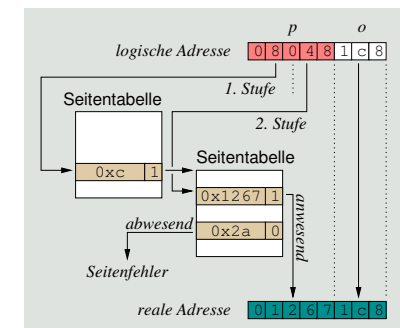 p o
logische Adresse 0 8 0 4 8 1 c 8
1. Stufe
Seitentabelle
2. Stufe
Seitentabelle
0xc 1
0x1267 1
abwesend
0x2a 0
anwesend
Seitenfehler
reale Adresse 0 1 2 6 7 1 c 8